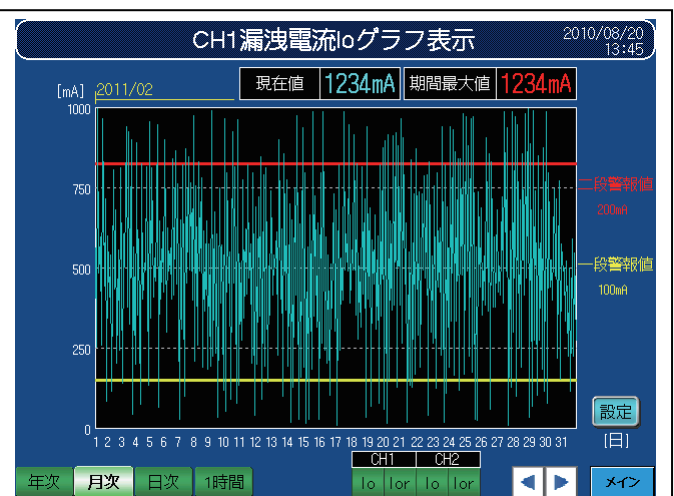 CH1漏洩電流Ioグラフ表示
2010/08/20
13:45
[mA] 2011/02
現在値 1234mA 期間最大値 1234mA
1000
750
500
250
0
二段警報値
200mA
一段警報値
100mA
設定
1 2 3 4 5 6 7 8 9 10 11 12 13 14 15 16 17 18 19 20 21 22 23 24 25 26 27 28 29 30 31
[日]
CH1 CH2
年次 月次 日次 1時間 Io Ior Io Ior ◀ ▶ メイン